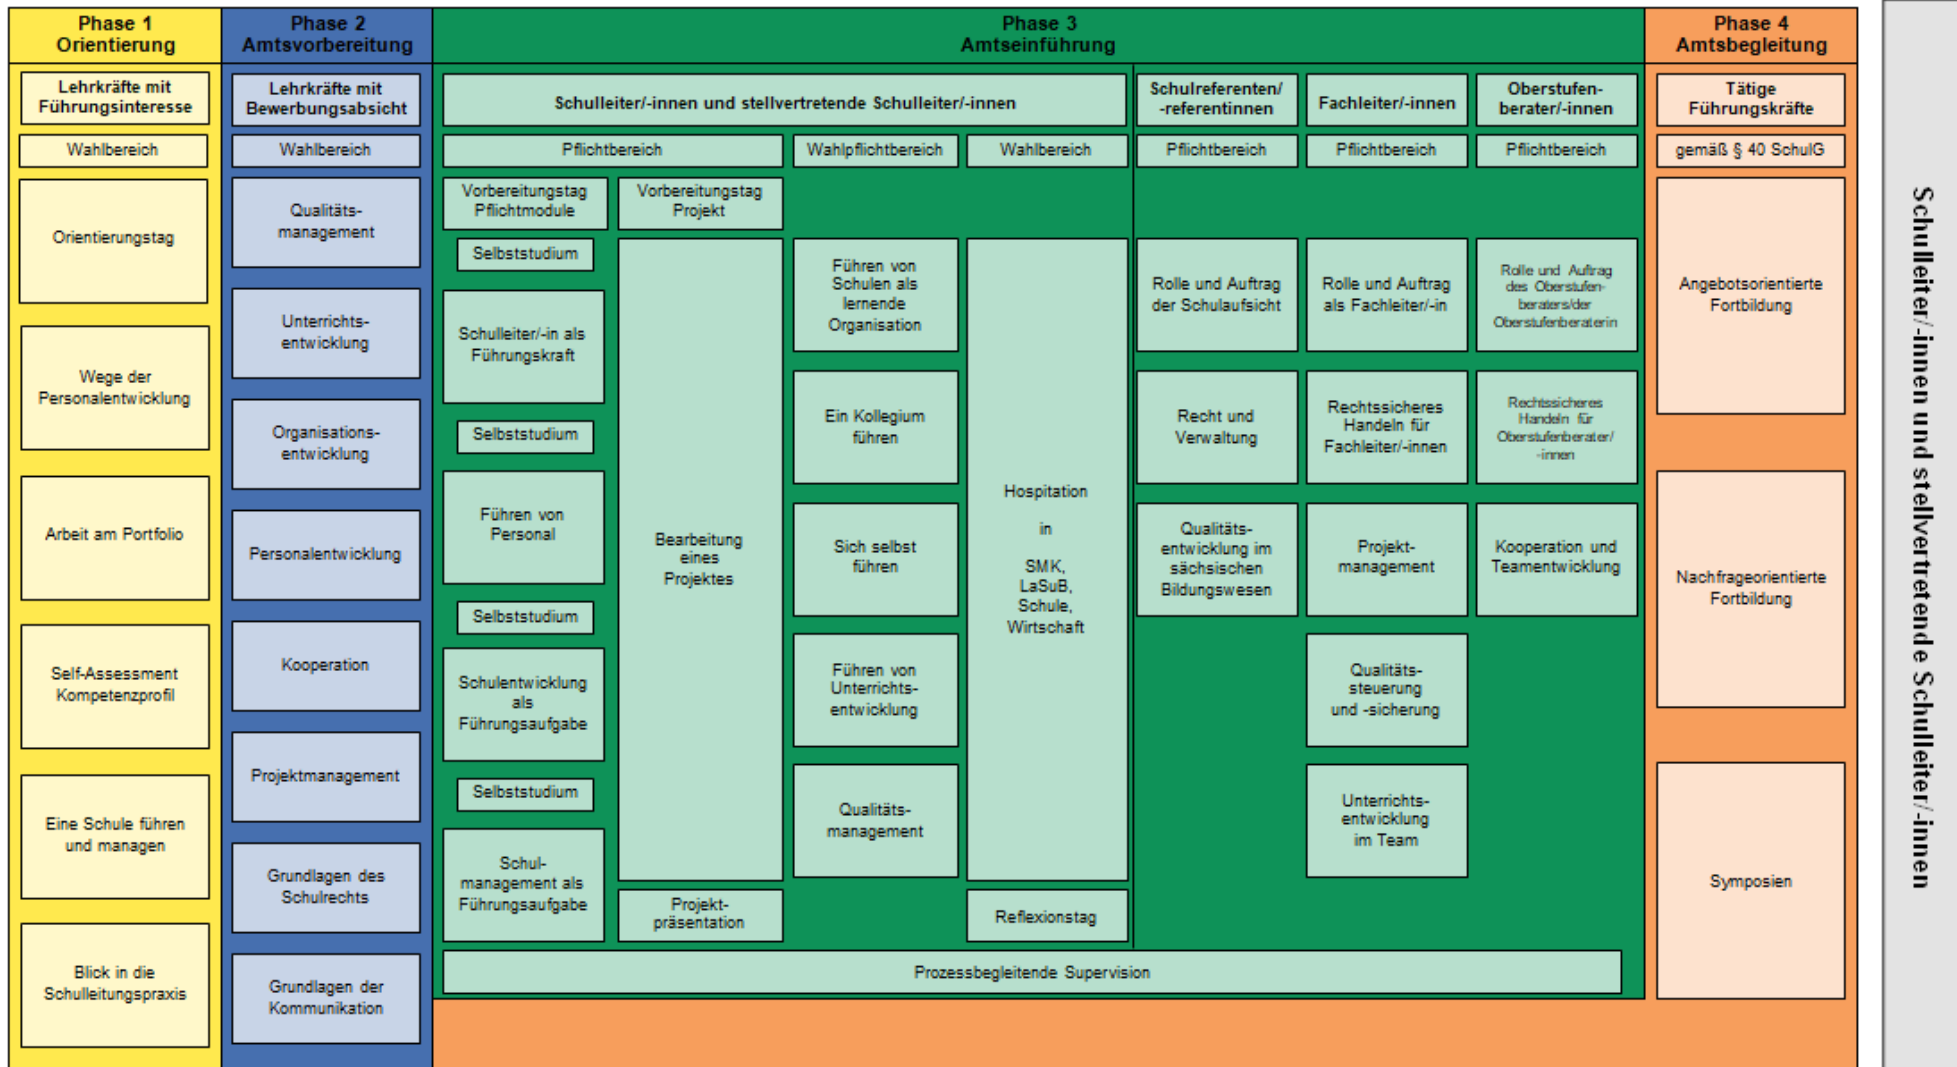 Phase 1
Orientierung
Lehrkräfte mit
Führungsinteresse
Wahlbereich
Orientierungstag
Wege der
Personalentwicklung
Arbeit am Portfolio
Self-Assessment
Kompetenzprofil
Eine Schule führen
und managen
Blick in die
Schulleitungspraxis
Phase 2
Amtsvorbereitung
Lehrkräfte mit
Bewerbungsabsicht
Wahlbereich
Qualitäts-
management
Unterrichts-
entwicklung
Organisations-
entwicklung
Personalentwicklung
Kooperation
Projektmanagement
Grundlagen des
Schulrechts
Grundlagen der
Kommunikation
Phase 3
Amtseinführung
Schulleiter/-innen und stellvertretende Schulleiter/-innen
Pflichtbereich
Vorbereitungstag
Pflichtmodule
Selbststudium
Schulleiter/-in als
Führungskraft
Selbststudium
Führen von
Personal
Selbststudium
Schulentwicklung
als
Führungsaufgabe
Selbststudium
Schul-
management als
Führungsaufgabe
Vorbereitungstag
Projekt
Bearbeitung
eines
Projektes
Projekt-
präsentation
Wahlpflichtbereich
Führen von
Schulen als
lernende
Organisation
Ein Kollegium
führen
Sich selbst
führen
Führen von
Unterrichts-
entwicklung
Qualitäts-
management
Wahlbereich
Hospitation
in
SMK,
LaSuB,
Schule,
Wirtschaft
Reflexionstag
Schulreferenten/
-referentinnen
Pflichtbereich
Rolle und Auftrag
der Schulaufsicht
Recht und
Verwaltung
Qualitäts-
entwicklung im
sächsischen
Bildungswesen
Fachleiter/-innen
Pflichtbereich
Rolle und Auftrag
als Fachleiter/-in
Rechtssicheres
Handeln für
Fachleiter/-innen
Projekt-
management
Qualitäts-
steuerung
und -sicherung
Unterrichts-
entwicklung
im Team
Oberstufen-
berater/-innen
Pflichtbereich
Rolle und Auftrag
des Oberstufen-
beraters/der
Oberstufenberaterin
Rechtssicheres
Handeln für
Oberstufenberater/
-innen
Kooperation und
Teamentwicklung
Prozessbegleitende Supervision
Phase 4
Amtsbegleitung
Tätige
Führungskräfte
gemäß § 40 SchulG
Angebotsorientierte
Fortbildung
Nachfrageorientierte
Fortbildung
Symposien
Schulleiter/-innen und stellvertretende Schulleiter/-innen